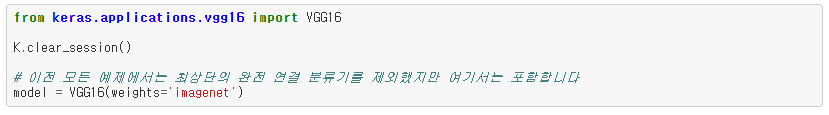 from keras.applications.vgg16 import VGG16
K.clear_session()
# 이전 모든 예제에서는 최상단의 완전 연결 분류기를 제외했지만 여기서는 포함합니다
model = VGG16(weights='imagenet')